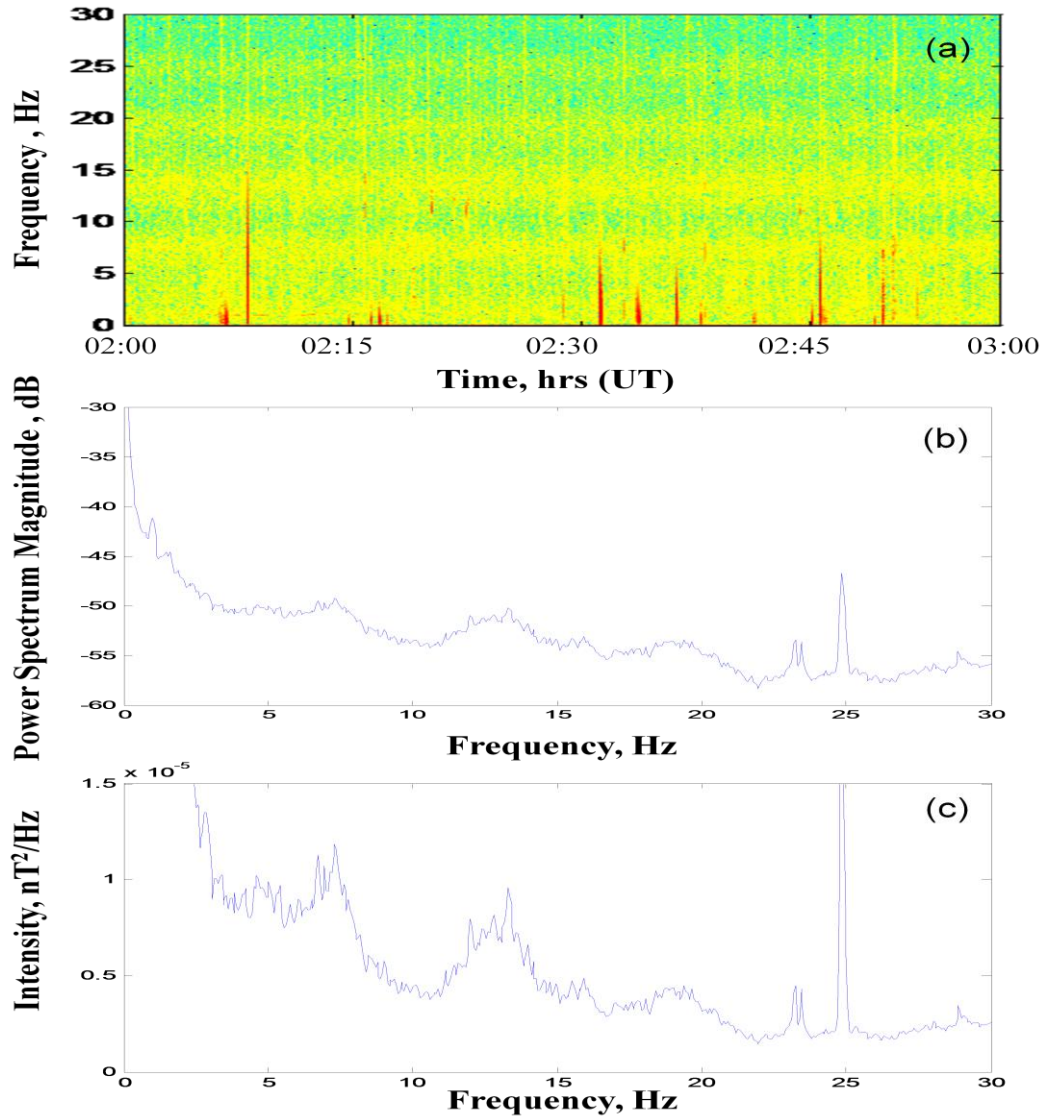 30
25
20
15
10
5
0
Frequency , Hz
(a)
02:00 02:15 02:30 02:45 03:00
Time, hrs (UT)
-30
-35
-40
-45
-50
-55
-60
Power Spectrum Magnitude , dB
(b)
0 5 10 15 20 25 30
Frequency, Hz
1.5 × 10⁻⁵
1
0.5
0
Intensity, nT²/Hz
(c)
0 5 10 15 20 25 30
Frequency, Hz